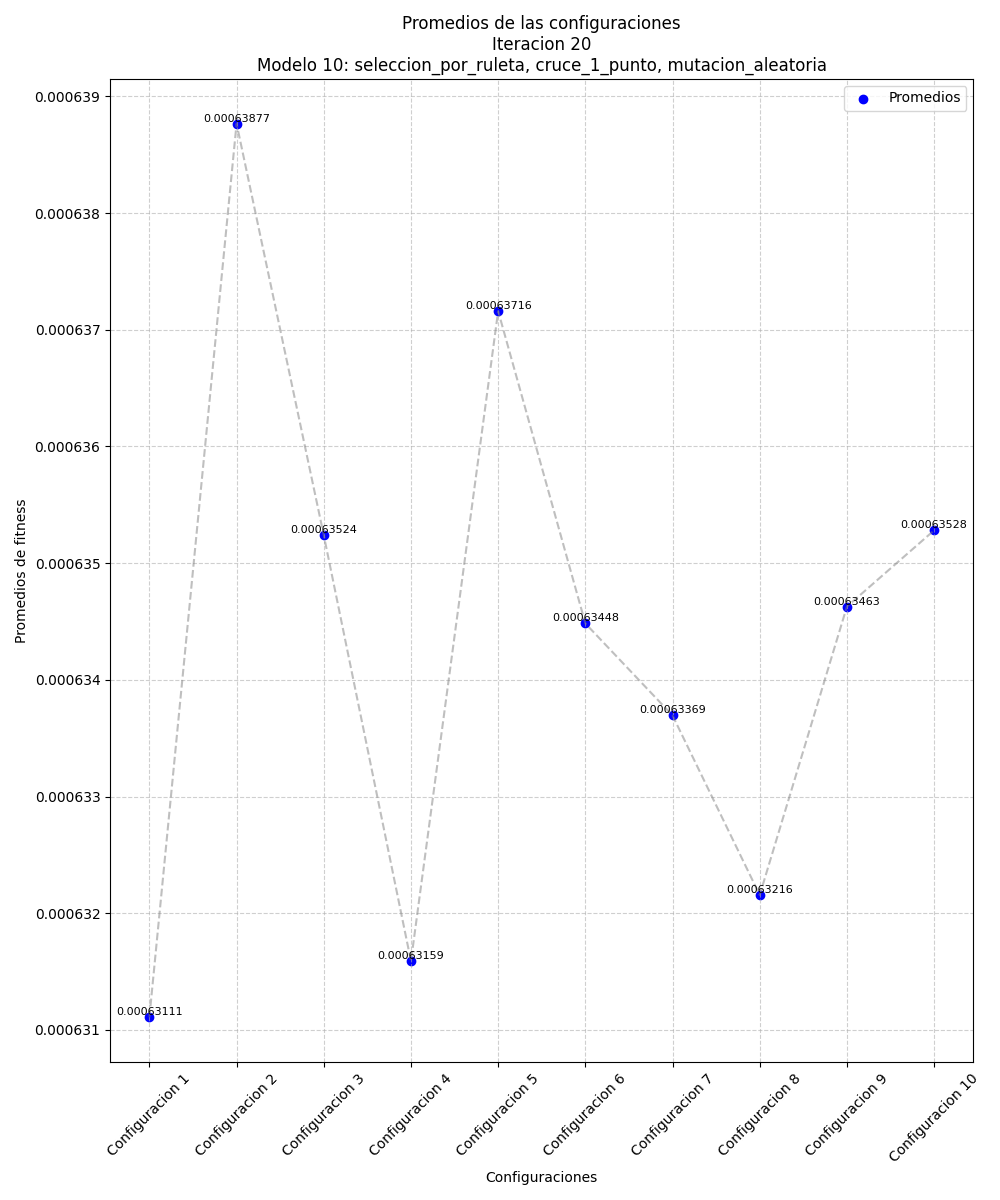 Promedios de las configuraciones
Iteracion 20
Modelo 10: seleccion_por_ruleta, cruce_1_punto, mutacion_aleatoria
Promedios
0.000639
0.000638
0.000637
0.000636
0.000635
0.000634
0.000633
0.000632
0.000631
Promedios de fitness
0.00063111
0.00063877
0.00063524
0.00063159
0.00063716
0.00063448
0.00063369
0.00063216
0.00063463
0.00063528
Configuracion 1
Configuracion 2
Configuracion 3
Configuracion 4
Configuracion 5
Configuracion 6
Configuracion 7
Configuracion 8
Configuracion 9
Configuracion 10
Configuraciones